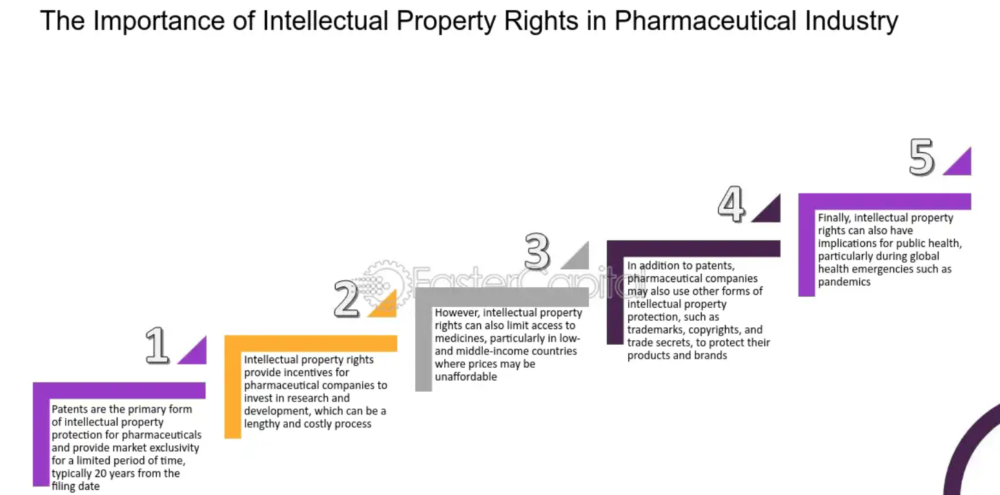 The Importance of Intellectual Property Rights in Pharmaceutical Industry
1
Patents are the primary form
of intellectual property
protection for pharmaceuticals
and provide market exclusivity
for a limited period of time,
typically 20 years from the
filing date
2
Intellectual property rights
provide incentives for
pharmaceutical companies to
invest in research and
development, which can be a
lengthy and costly process
3
However, intellectual property
rights can also limit access to
medicines, particularly in low-
and middle-income countries
where prices may be
unaffordable
4
In addition to patents,
pharmaceutical companies
may also use other forms of
intellectual property
protection, such as
trademarks, copyrights, and
trade secrets, to protect their
products and brands
5
Finally, intellectual property
rights can also have
implications for public health,
particularly during global
health emergencies such as
pandemics
FasterCapital